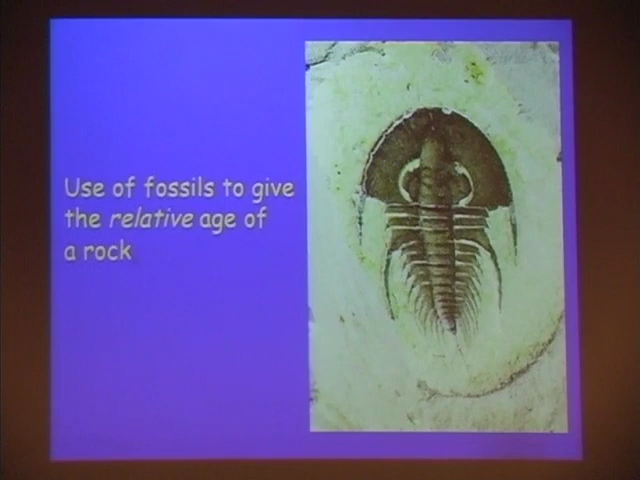 Use of fossils to give
the relative age of
a rock